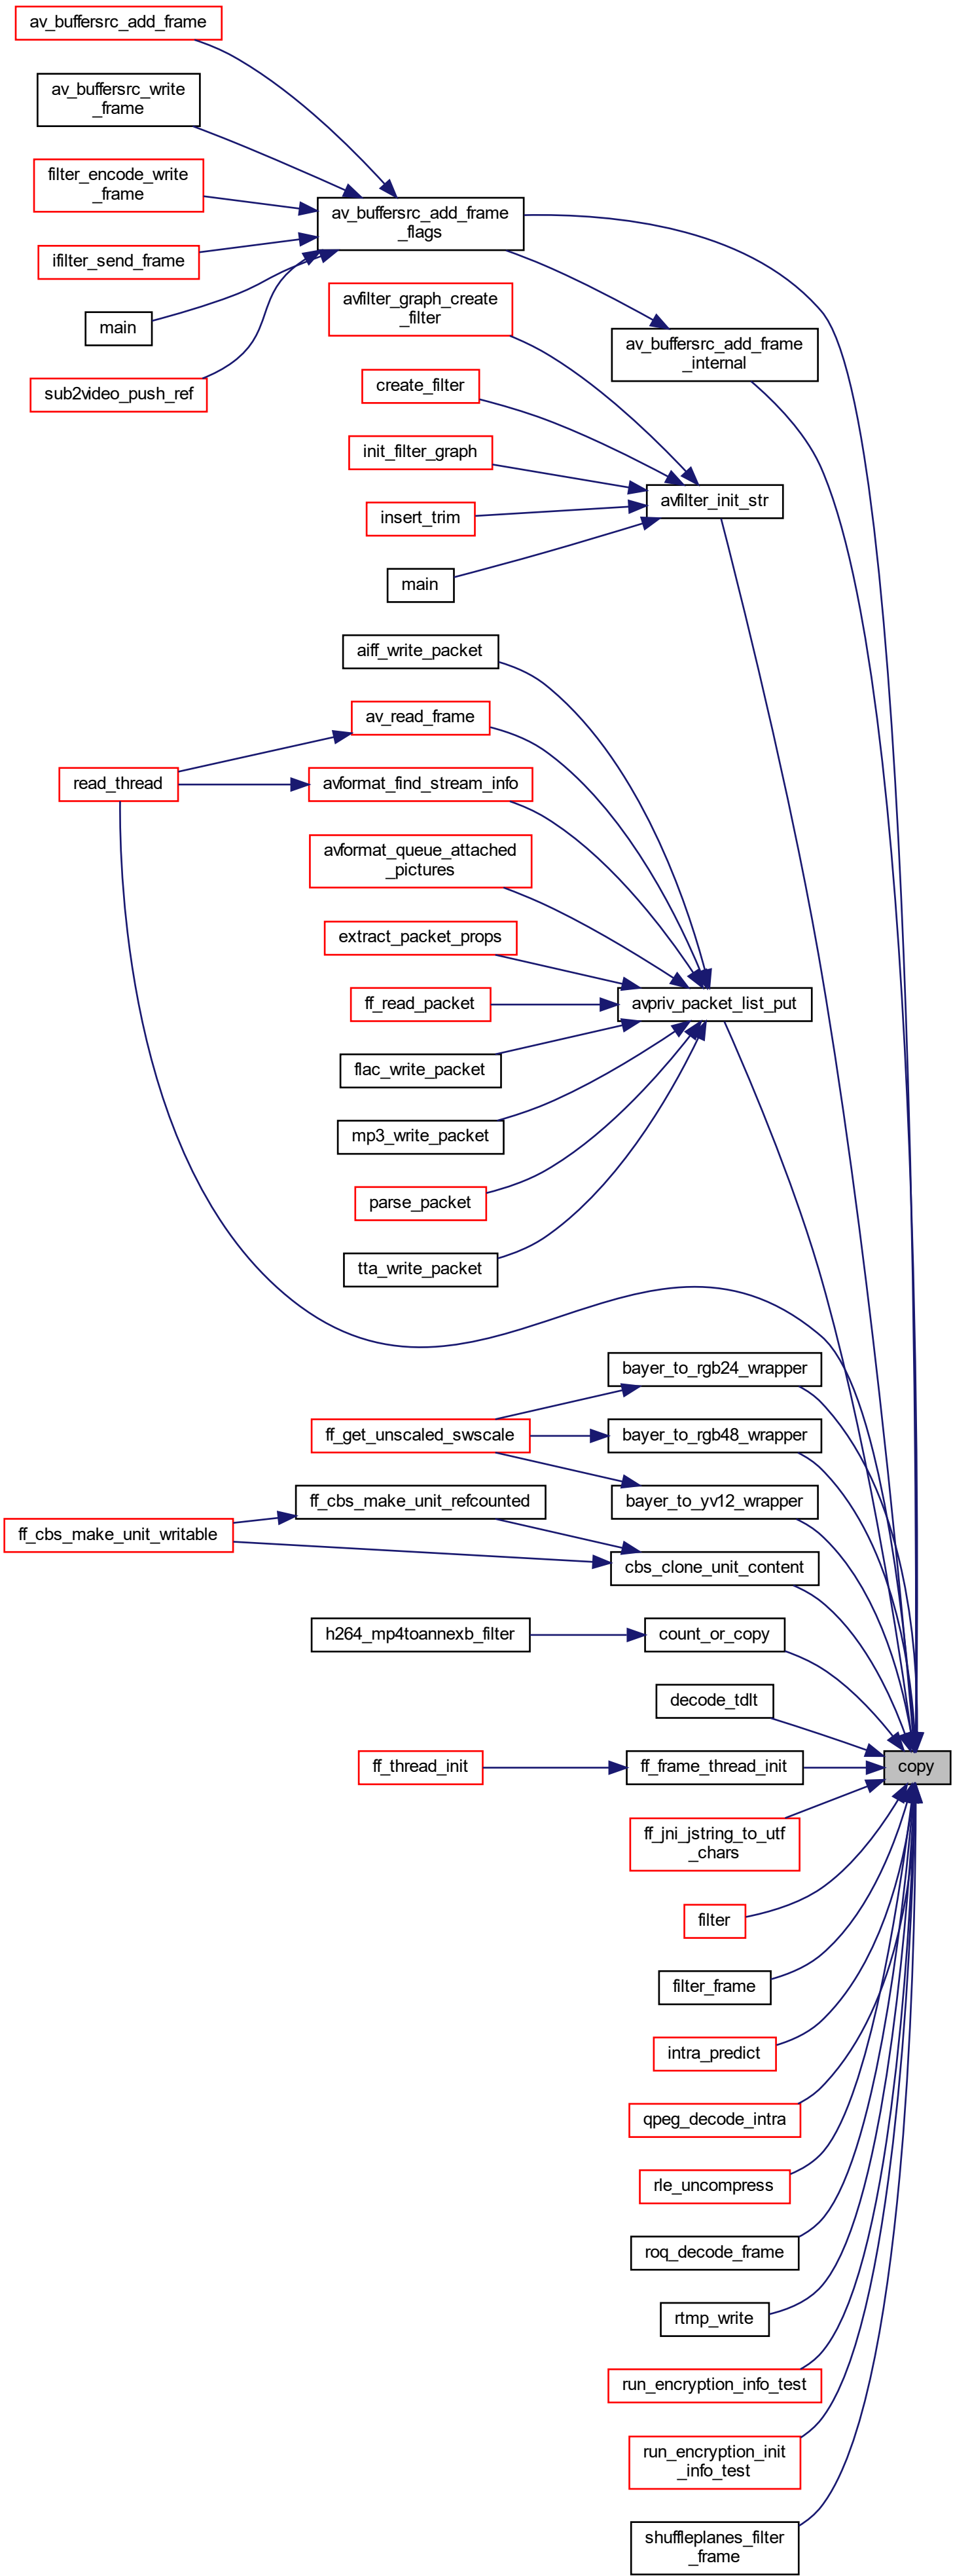 av_buffersrc_add_frame
av_buffersrc_write
_frame
filter_encode_write
_frame
av_buffersrc_add_frame
_flags
ifilter_send_frame
main
sub2video_push_ref
avfilter_graph_create
_filter
av_buffersrc_add_frame
_internal
create_filter
init_filter_graph
avfilter_init_str
insert_trim
main
aiff_write_packet
av_read_frame
read_thread
avformat_find_stream_info
avformat_queue_attached
_pictures
extract_packet_props
ff_read_packet
avpriv_packet_list_put
flac_write_packet
mp3_write_packet
parse_packet
tta_write_packet
bayer_to_rgb24_wrapper
ff_get_unscaled_swscale
bayer_to_rgb48_wrapper
ff_cbs_make_unit_refcounted
bayer_to_yv12_wrapper
ff_cbs_make_unit_writable
cbs_clone_unit_content
h264_mp4toannexb_filter
count_or_copy
decode_tdlt
ff_thread_init
ff_frame_thread_init
copy
ff_jni_jstring_to_utf
_chars
filter
filter_frame
intra_predict
qpeg_decode_intra
rle_uncompress
roq_decode_frame
rtmp_write
run_encryption_info_test
run_encryption_init
_info_test
shuffleplanes_filter
_frame